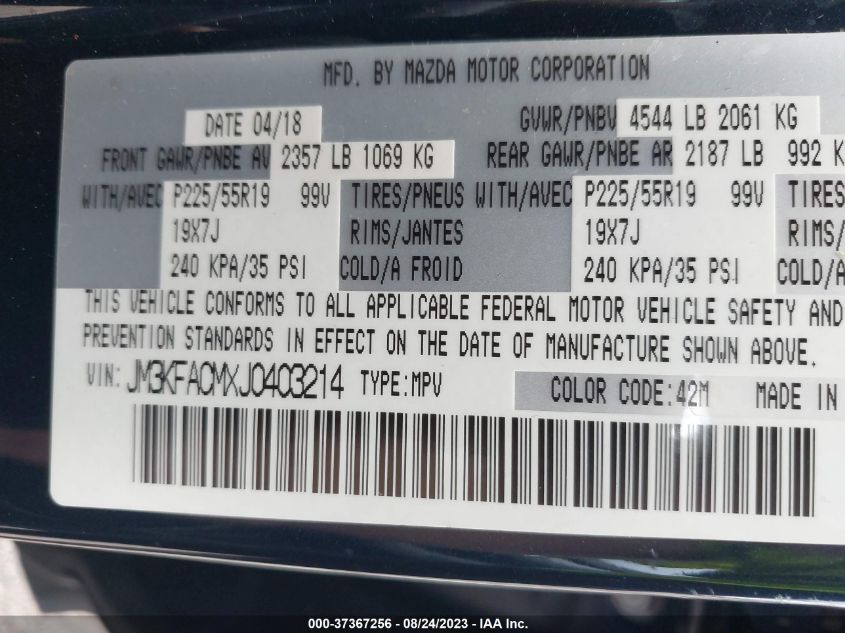 MFD. BY MAZDA MOTOR CORPORATION
DATE 04/18 GVWR/PNBV 4544 LB 2061 KG
FRONT GAWR/PNBE AV 2357 LB 1069 KG REAR GAWR/PNBE AR 2187 LB 992 K
WITH/AVEC P225/55R19 99V TIRES/PNEUS WITH/AVEC P225/55R19 99V TIRES
19X7J RIMS/JANTES 19X7J RIMS/
240 KPA/35 PSI COLD/A FROID 240 KPA/35 PSI COLD/A
THIS VEHICLE CONFORMS TO ALL APPLICABLE FEDERAL MOTOR VEHICLE SAFETY AND
PREVENTION STANDARDS IN EFFECT ON THE DATE OF MANUFACTURE SHOWN ABOVE.
VIN: JM3KFACMXJ0403214 TYPE:MPV COLOR CODE:42M MADE IN
000-37367256 - 08/24/2023 - IAA Inc.